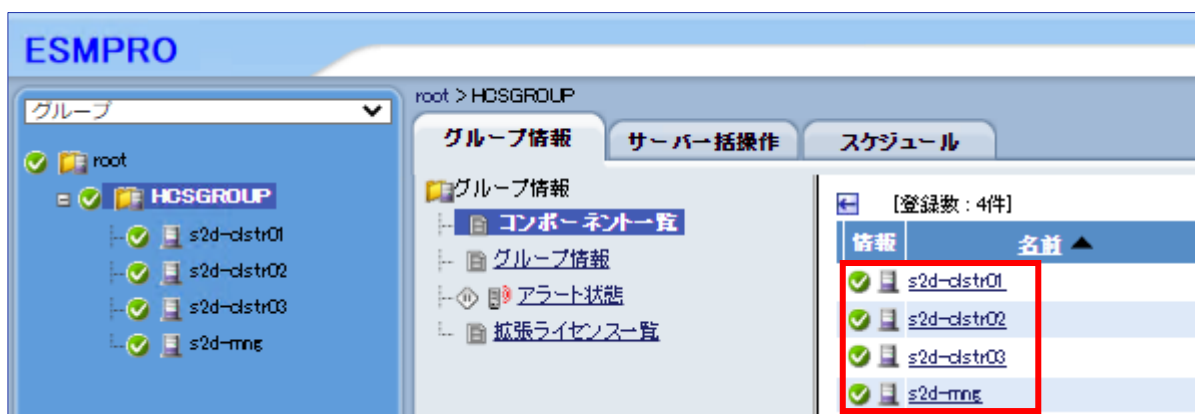 ESMPRO
グループ
root
HCSGROUP
s2d-clstr01
s2d-clstr02
s2d-clstr03
s2d-mng
root > HCSGROUP
グループ情報 サーバー括操作 スケジュール
グループ情報
コンポーネント一覧
グループ情報
アラート状態
拡張ライセンス一覧
[登録数 : 4件]
情報 名前 ▲
s2d-clstr01
s2d-clstr02
s2d-clstr03
s2d-mng